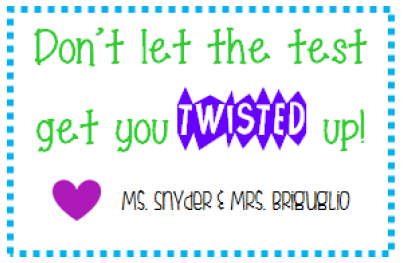 Don't let the test
get you TWISTED up!
Ms. Snyder & Mrs. Briguglio